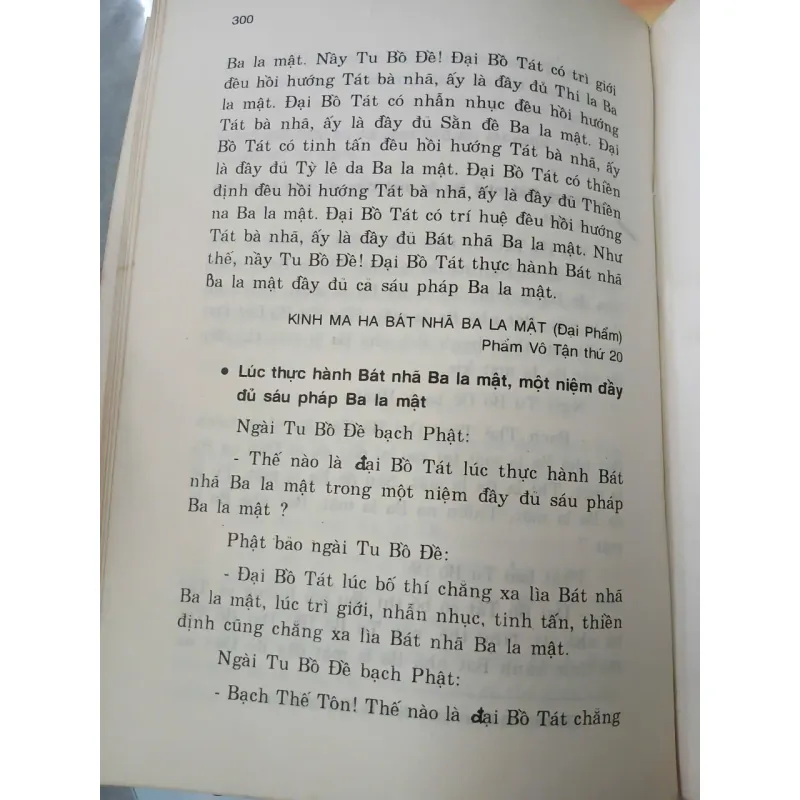 300
Ba la mật. Nầy Tu Bồ Đề! Đại Bồ Tát có trì giới
đều hồi hướng Tát bà nhã, ấy là đầy đủ Thi la Ba
la mật. Đại Bồ Tát có nhẫn nhục đều hồi hướng
Tát bà nhã, ấy là đầy đủ Sằn đề Ba la mật. Đại
Bồ Tát có tinh tấn đều hồi hướng Tát bà nhã, ấy
là đầy đủ Tỳ lê da Ba la mật. Đại Bồ Tát có thiền
định đều hồi hướng Tát bà nhã, ấy là đầy đủ Thiền
na Ba la mật. Đại Bồ Tát có trí huệ đều hồi hướng
Tát bà nhã, ấy là đầy đủ Bát nhã Ba la mật. Như
thế, nầy Tu Bồ Đề! Đại Bồ Tát thực hành Bát nhã
Ba la mật đầy đủ cả sáu pháp Ba la mật.
KINH MA HA BÁT NHÃ BA LA MẬT (Đại Phẩm)
Phẩm Vô Tận thứ 20
• Lúc thực hành Bát nhã Ba la mật, một niệm đầy
đủ sáu pháp Ba la mật
Ngài Tu Bồ Đề bạch Phật:
- Thế nào là đại Bồ Tát lúc thực hành Bát
nhã Ba la mật trong một niệm đầy đủ sáu pháp
Ba la mật ?
Phật bảo ngài Tu Bồ Đề:
- Đại Bồ Tát lúc bố thí chẳng xa lìa Bát nhã
Ba la mật, lúc trì giới, nhẫn nhục, tinh tấn, thiền
định cũng chẳng xa lìa Bát nhã Ba la mật.
Ngài Tu Bồ Đề bạch Phật:
- Bạch Thế Tôn! Thế nào là đại Bồ Tát chẳng